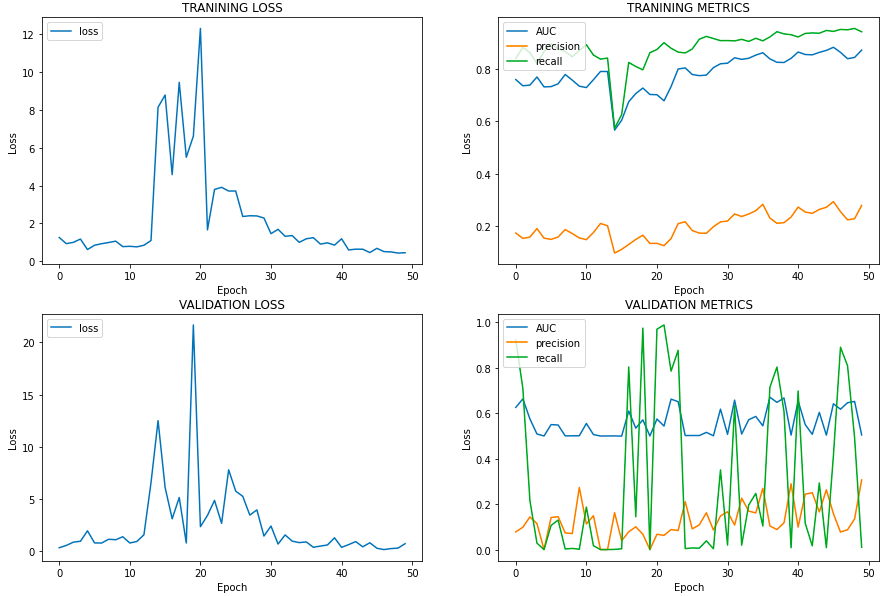 TRANINING LOSS
loss
Loss
12
10
8
6
4
2
0
0 10 20 30 40 50
Epoch
TRANINING METRICS
AUC
precision
recall
Loss
0.8
0.6
0.4
0.2
0 10 20 30 40 50
Epoch
VALIDATION LOSS
loss
Loss
20
15
10
5
0
0 10 20 30 40 50
Epoch
VALIDATION METRICS
AUC
precision
recall
Loss
1.0
0.8
0.6
0.4
0.2
0.0
0 10 20 30 40 50
Epoch